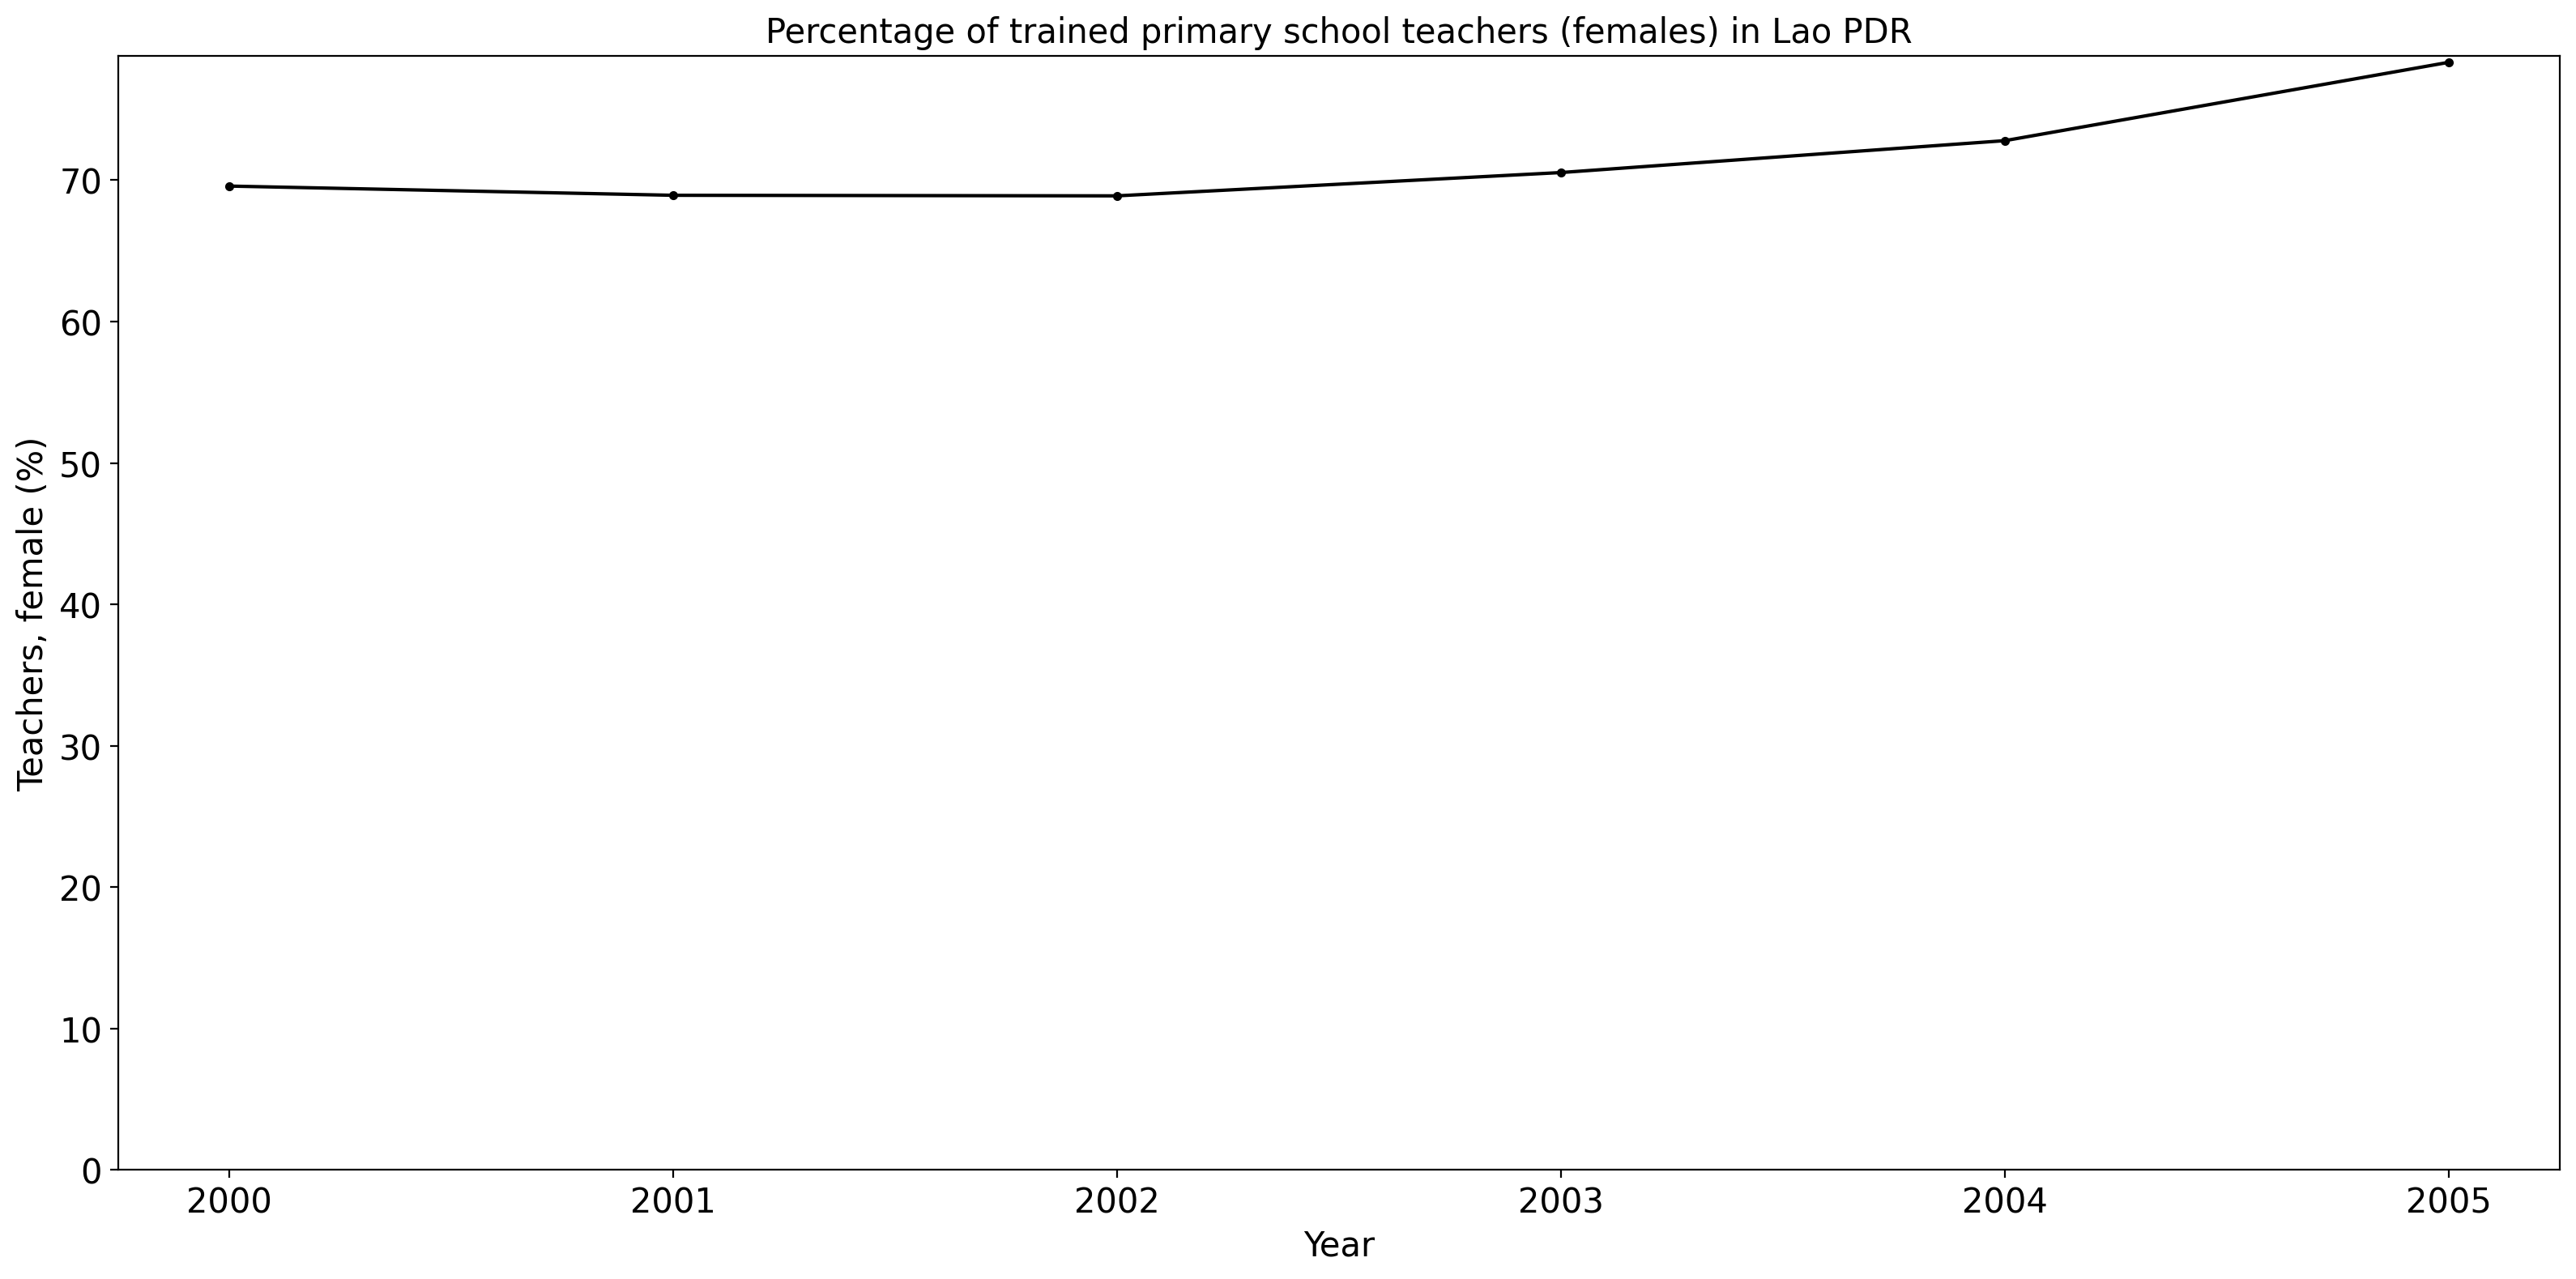 Percentage of trained primary school teachers (females) in Lao PDR
Teachers, female (%)
70
60
50
40
30
20
10
0
2000 2001 2002 2003 2004 2005
Year